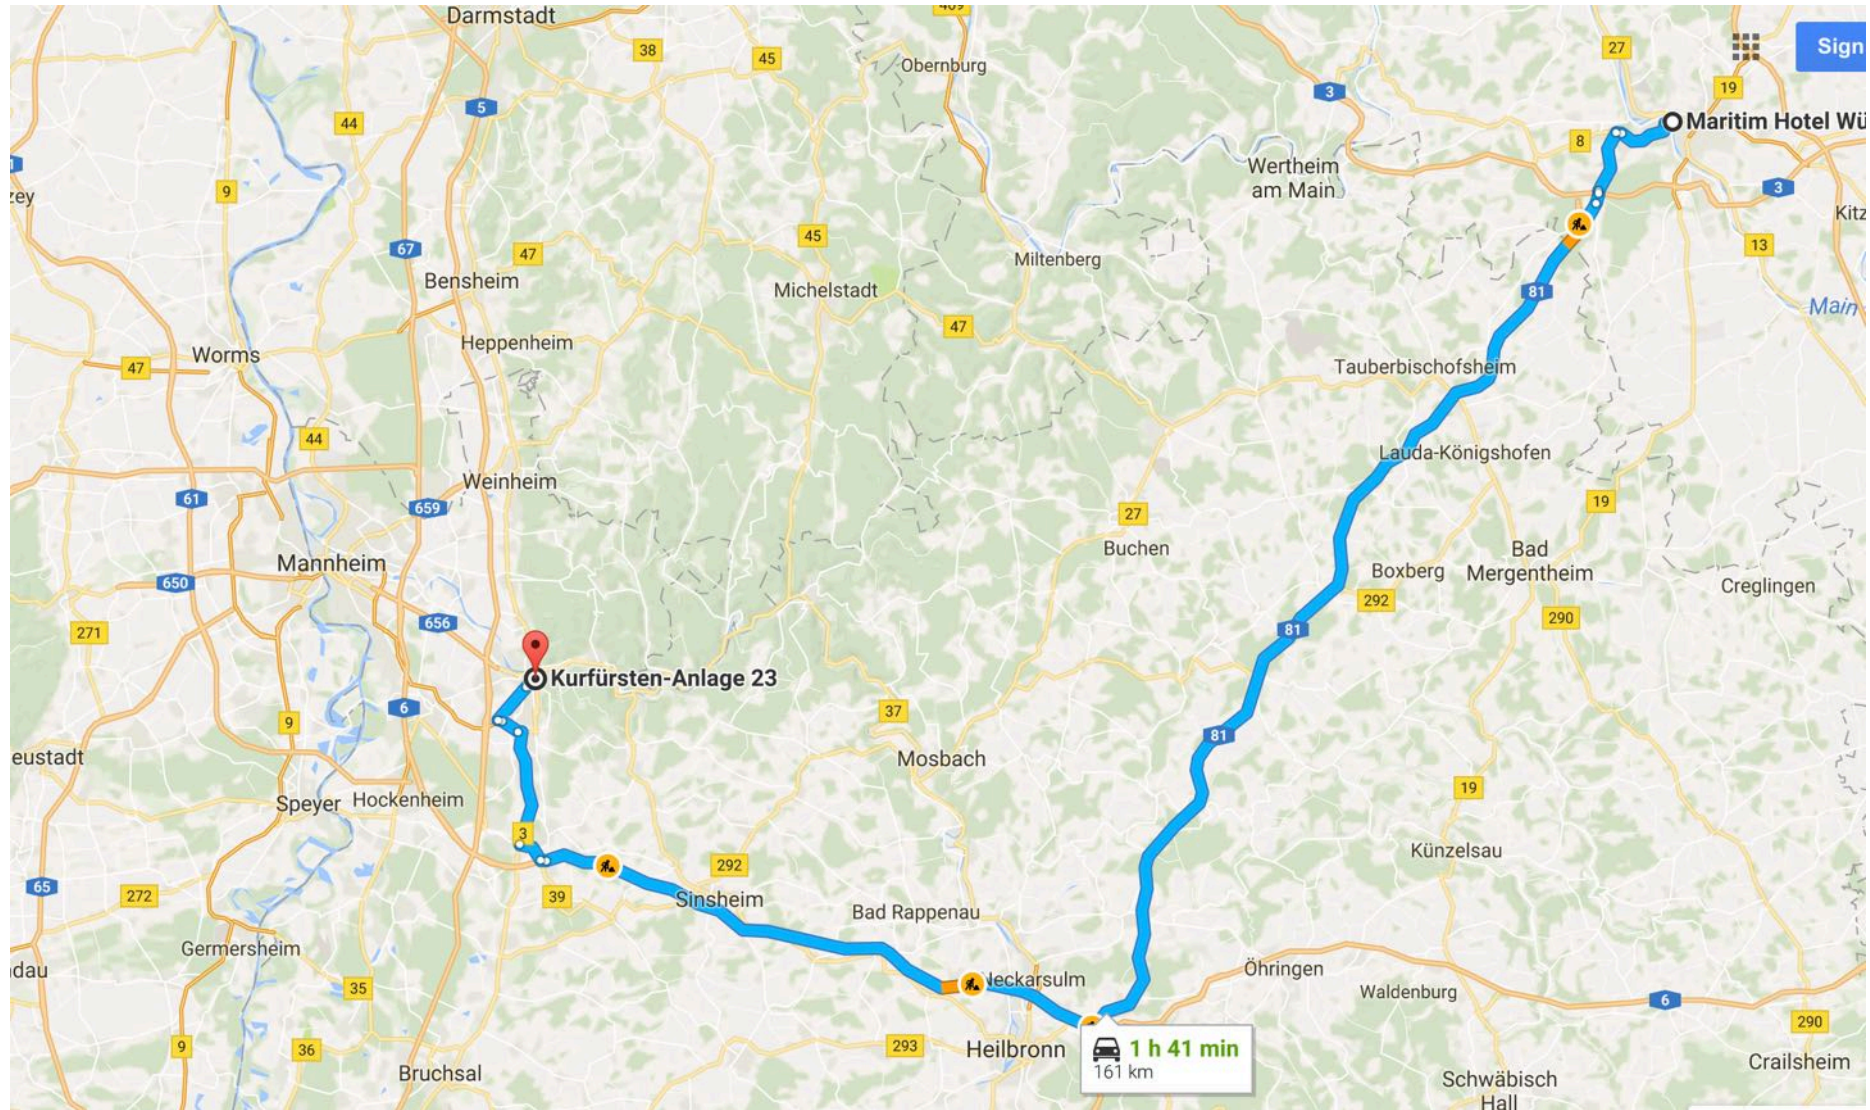 Darmstadt
469
38
45
Obernburg
27
Sign
5
3
19
44
8
Maritim Hotel Wü
Wertheim
am Main
zey
9
3
Kitz
67
47
45
13
Miltenberg
Bensheim
Michelstadt
81
Main
47
Heppenheim
Worms
47
Tauberbischofsheim
44
Lauda-Königshofen
Weinheim
61
659
27
19
Mannheim
Buchen
Bad
Mergentheim
Boxberg
650
Creglingen
292
656
290
271
81
Kurfürsten-Anlage 23
9
6
37
81
eustadt
Mosbach
19
Speyer
Hockenheim
3
Künzelsau
292
65
272
39
Sinsheim
Bad Rappenau
Germersheim
dau
Neckarsulm
Öhringen
35
Waldenburg
6
290
9
36
293
Heilbronn
1 h 41 min
161 km
Crailsheim
Bruchsal
Schwäbisch
Hall